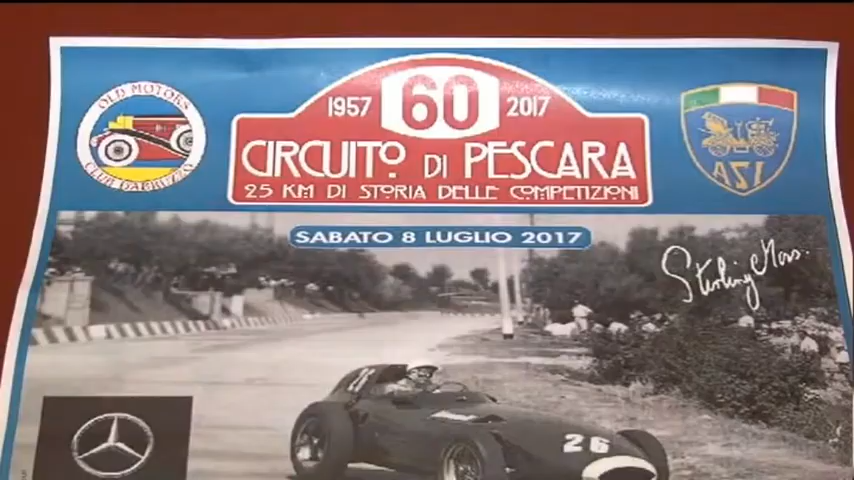 OLD MOTORS
CLUB D'ABRUZZO
1957 60 2017
CIRCUITO DI PESCARA
25 KM DI STORIA DELLE COMPETIZIONI
ASI
SABATO 8 LUGLIO 2017
Stirling Moss.
26
26